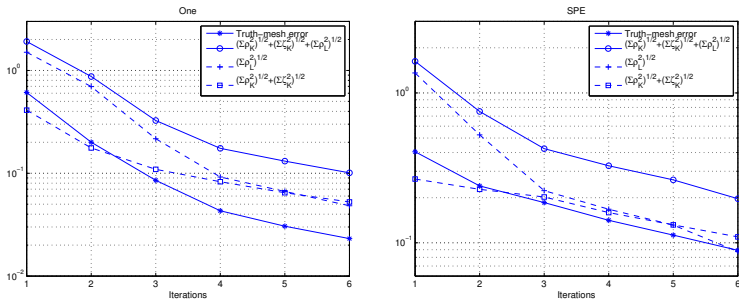 One
10^0
10^-1
10^-2
1 2 3 4 5 6
Iterations
Truth-mesh error
(Σρ_K^2)^1/2+(Σζ_K^2)^1/2+(Σρ_L^2)^1/2
(Σρ_L^2)^1/2
(Σρ_K^2)^1/2+(Σζ_K^2)^1/2
SPE
10^0
10^-1
1 2 3 4 5 6
Iterations
Truth-mesh error
(Σρ_K^2)^1/2+(Σζ_K^2)^1/2+(Σρ_L^2)^1/2
(Σρ_L^2)^1/2
(Σρ_K^2)^1/2+(Σζ_K^2)^1/2